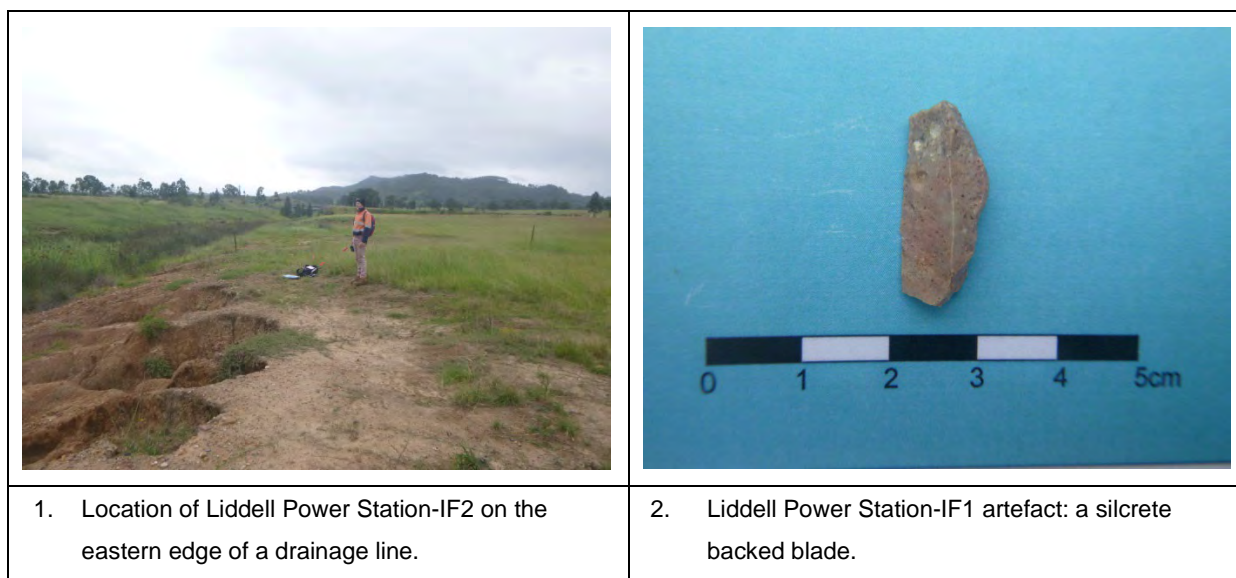 0 1 2 3 4 5cm
1. Location of Liddell Power Station-IF2 on the
eastern edge of a drainage line.
2. Liddell Power Station-IF1 artefact: a silcrete
backed blade.